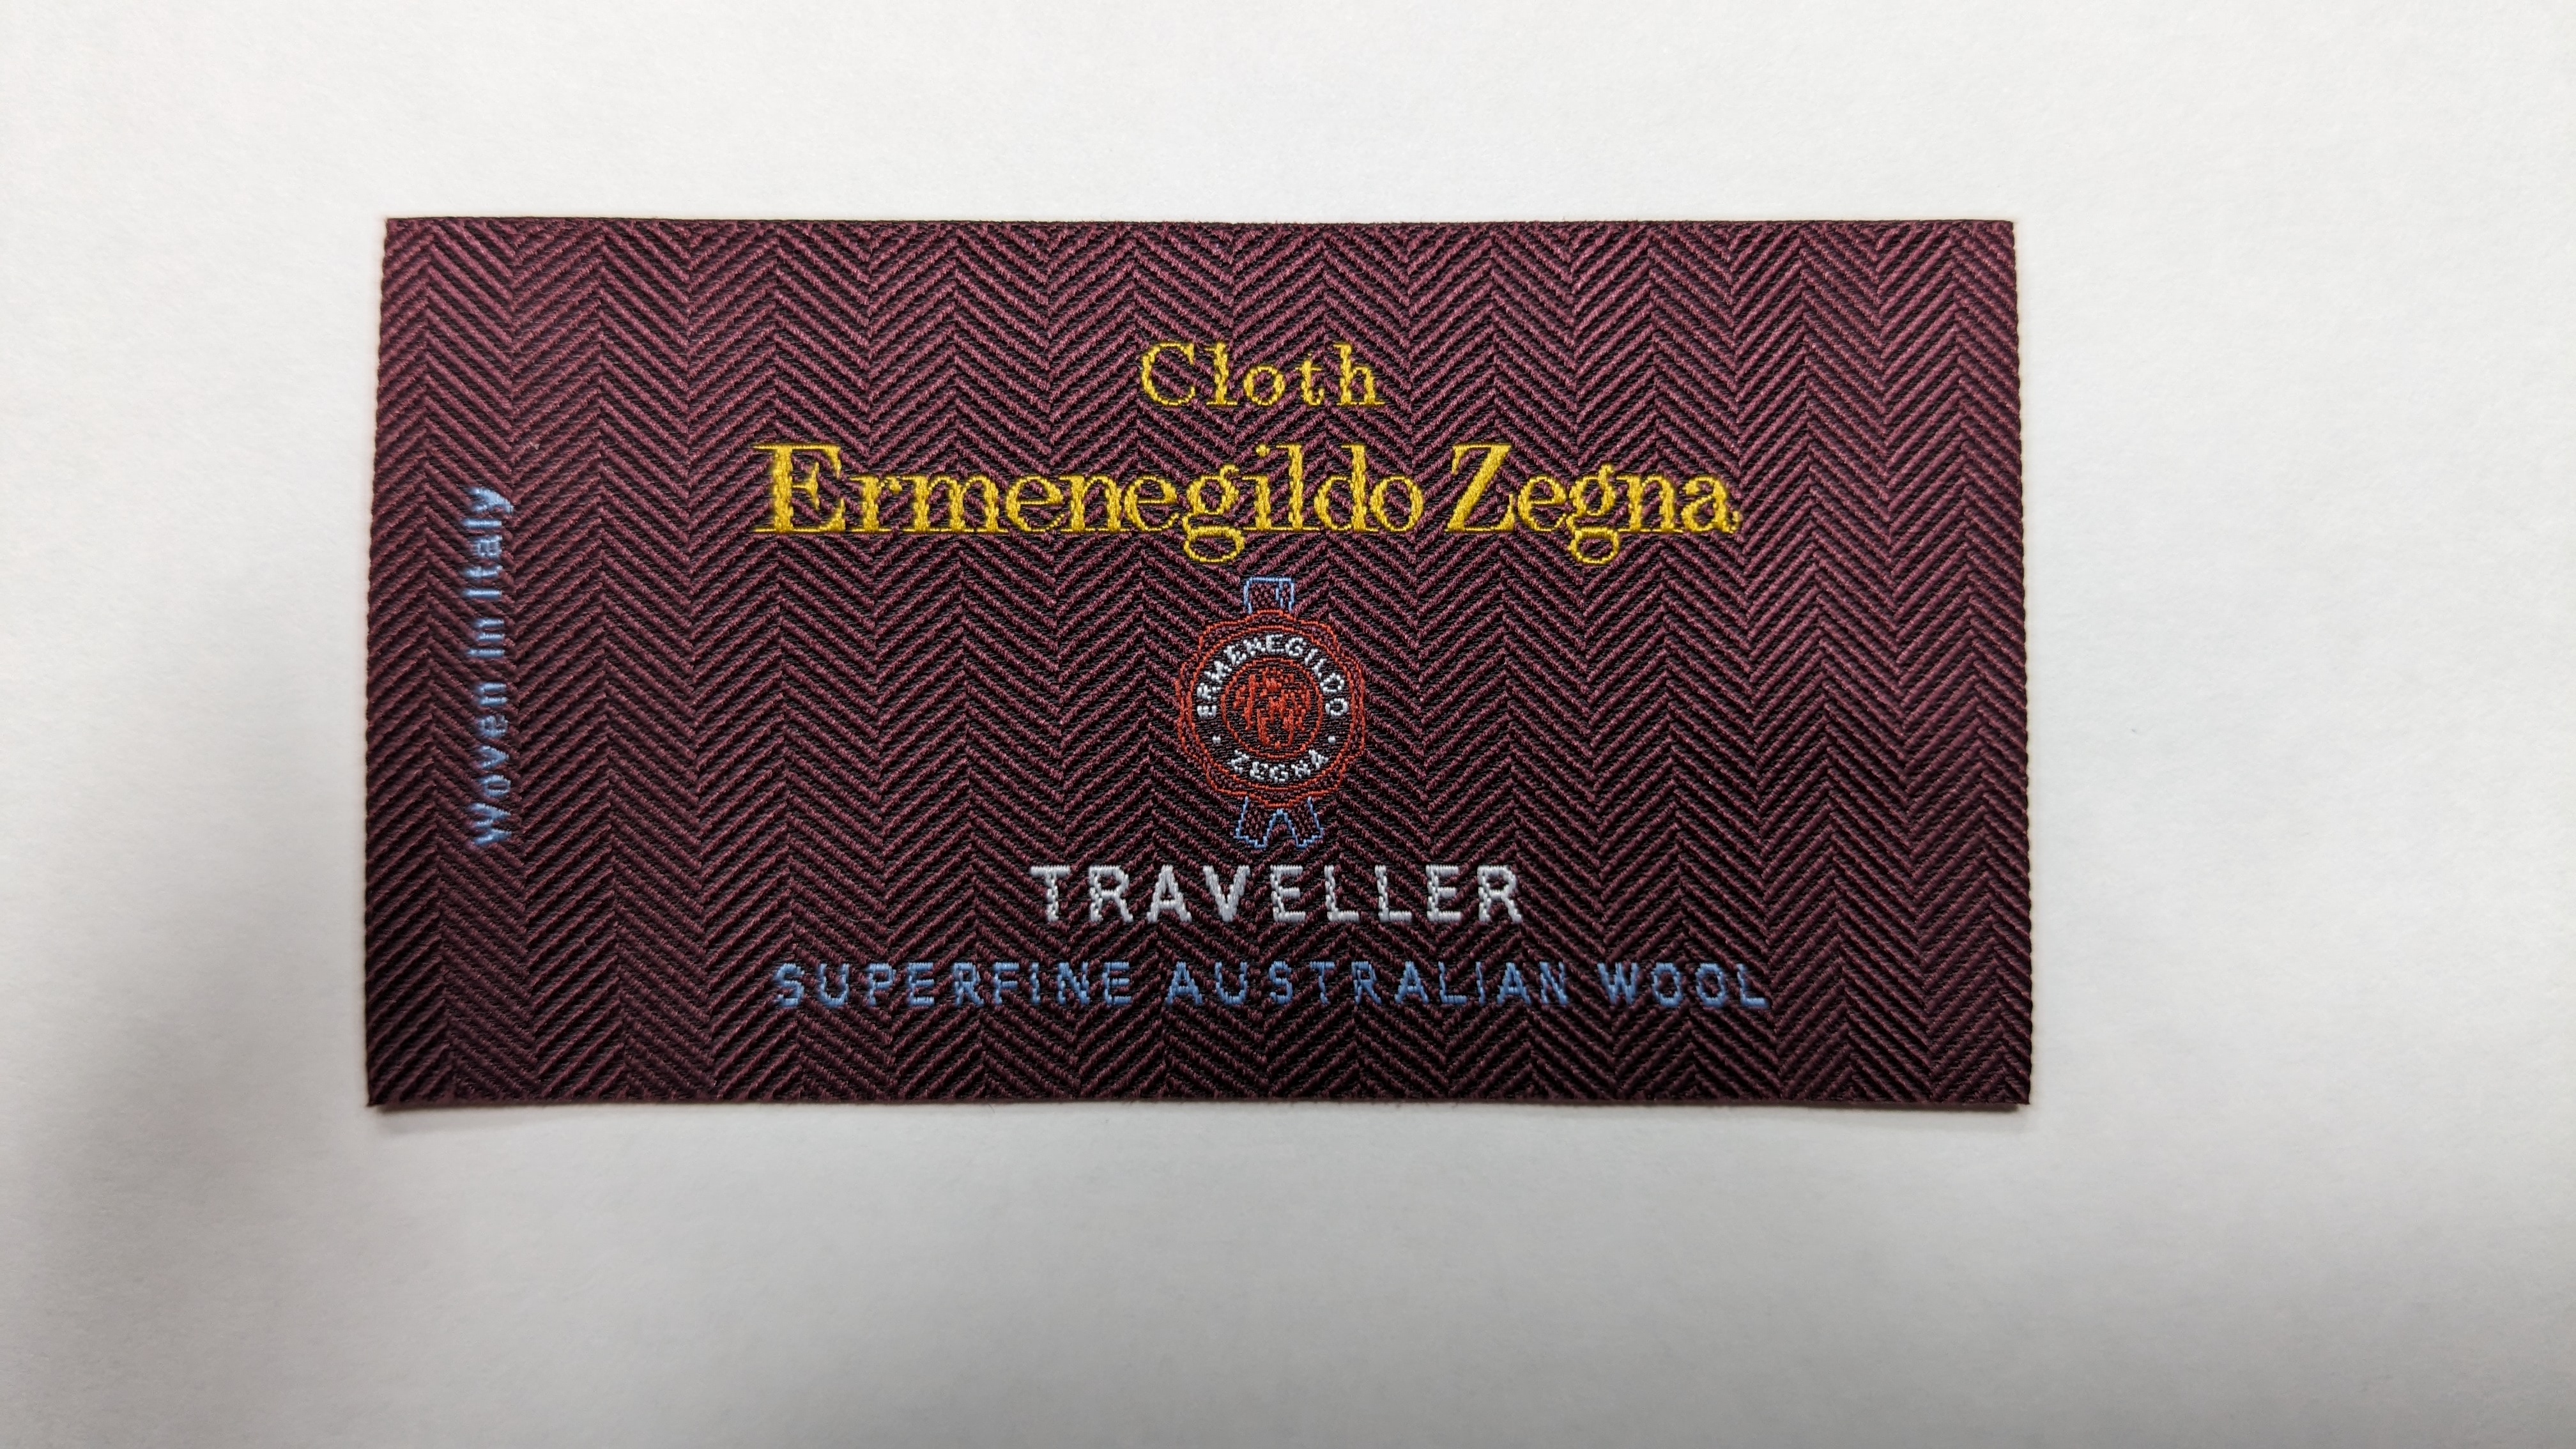 Cloth
Ermenegildo Zegna
Woven in Italy
ERMENEGILDO
· ZEGNA ·
TRAVELLER
SUPERFINE AUSTRALIAN WOOL